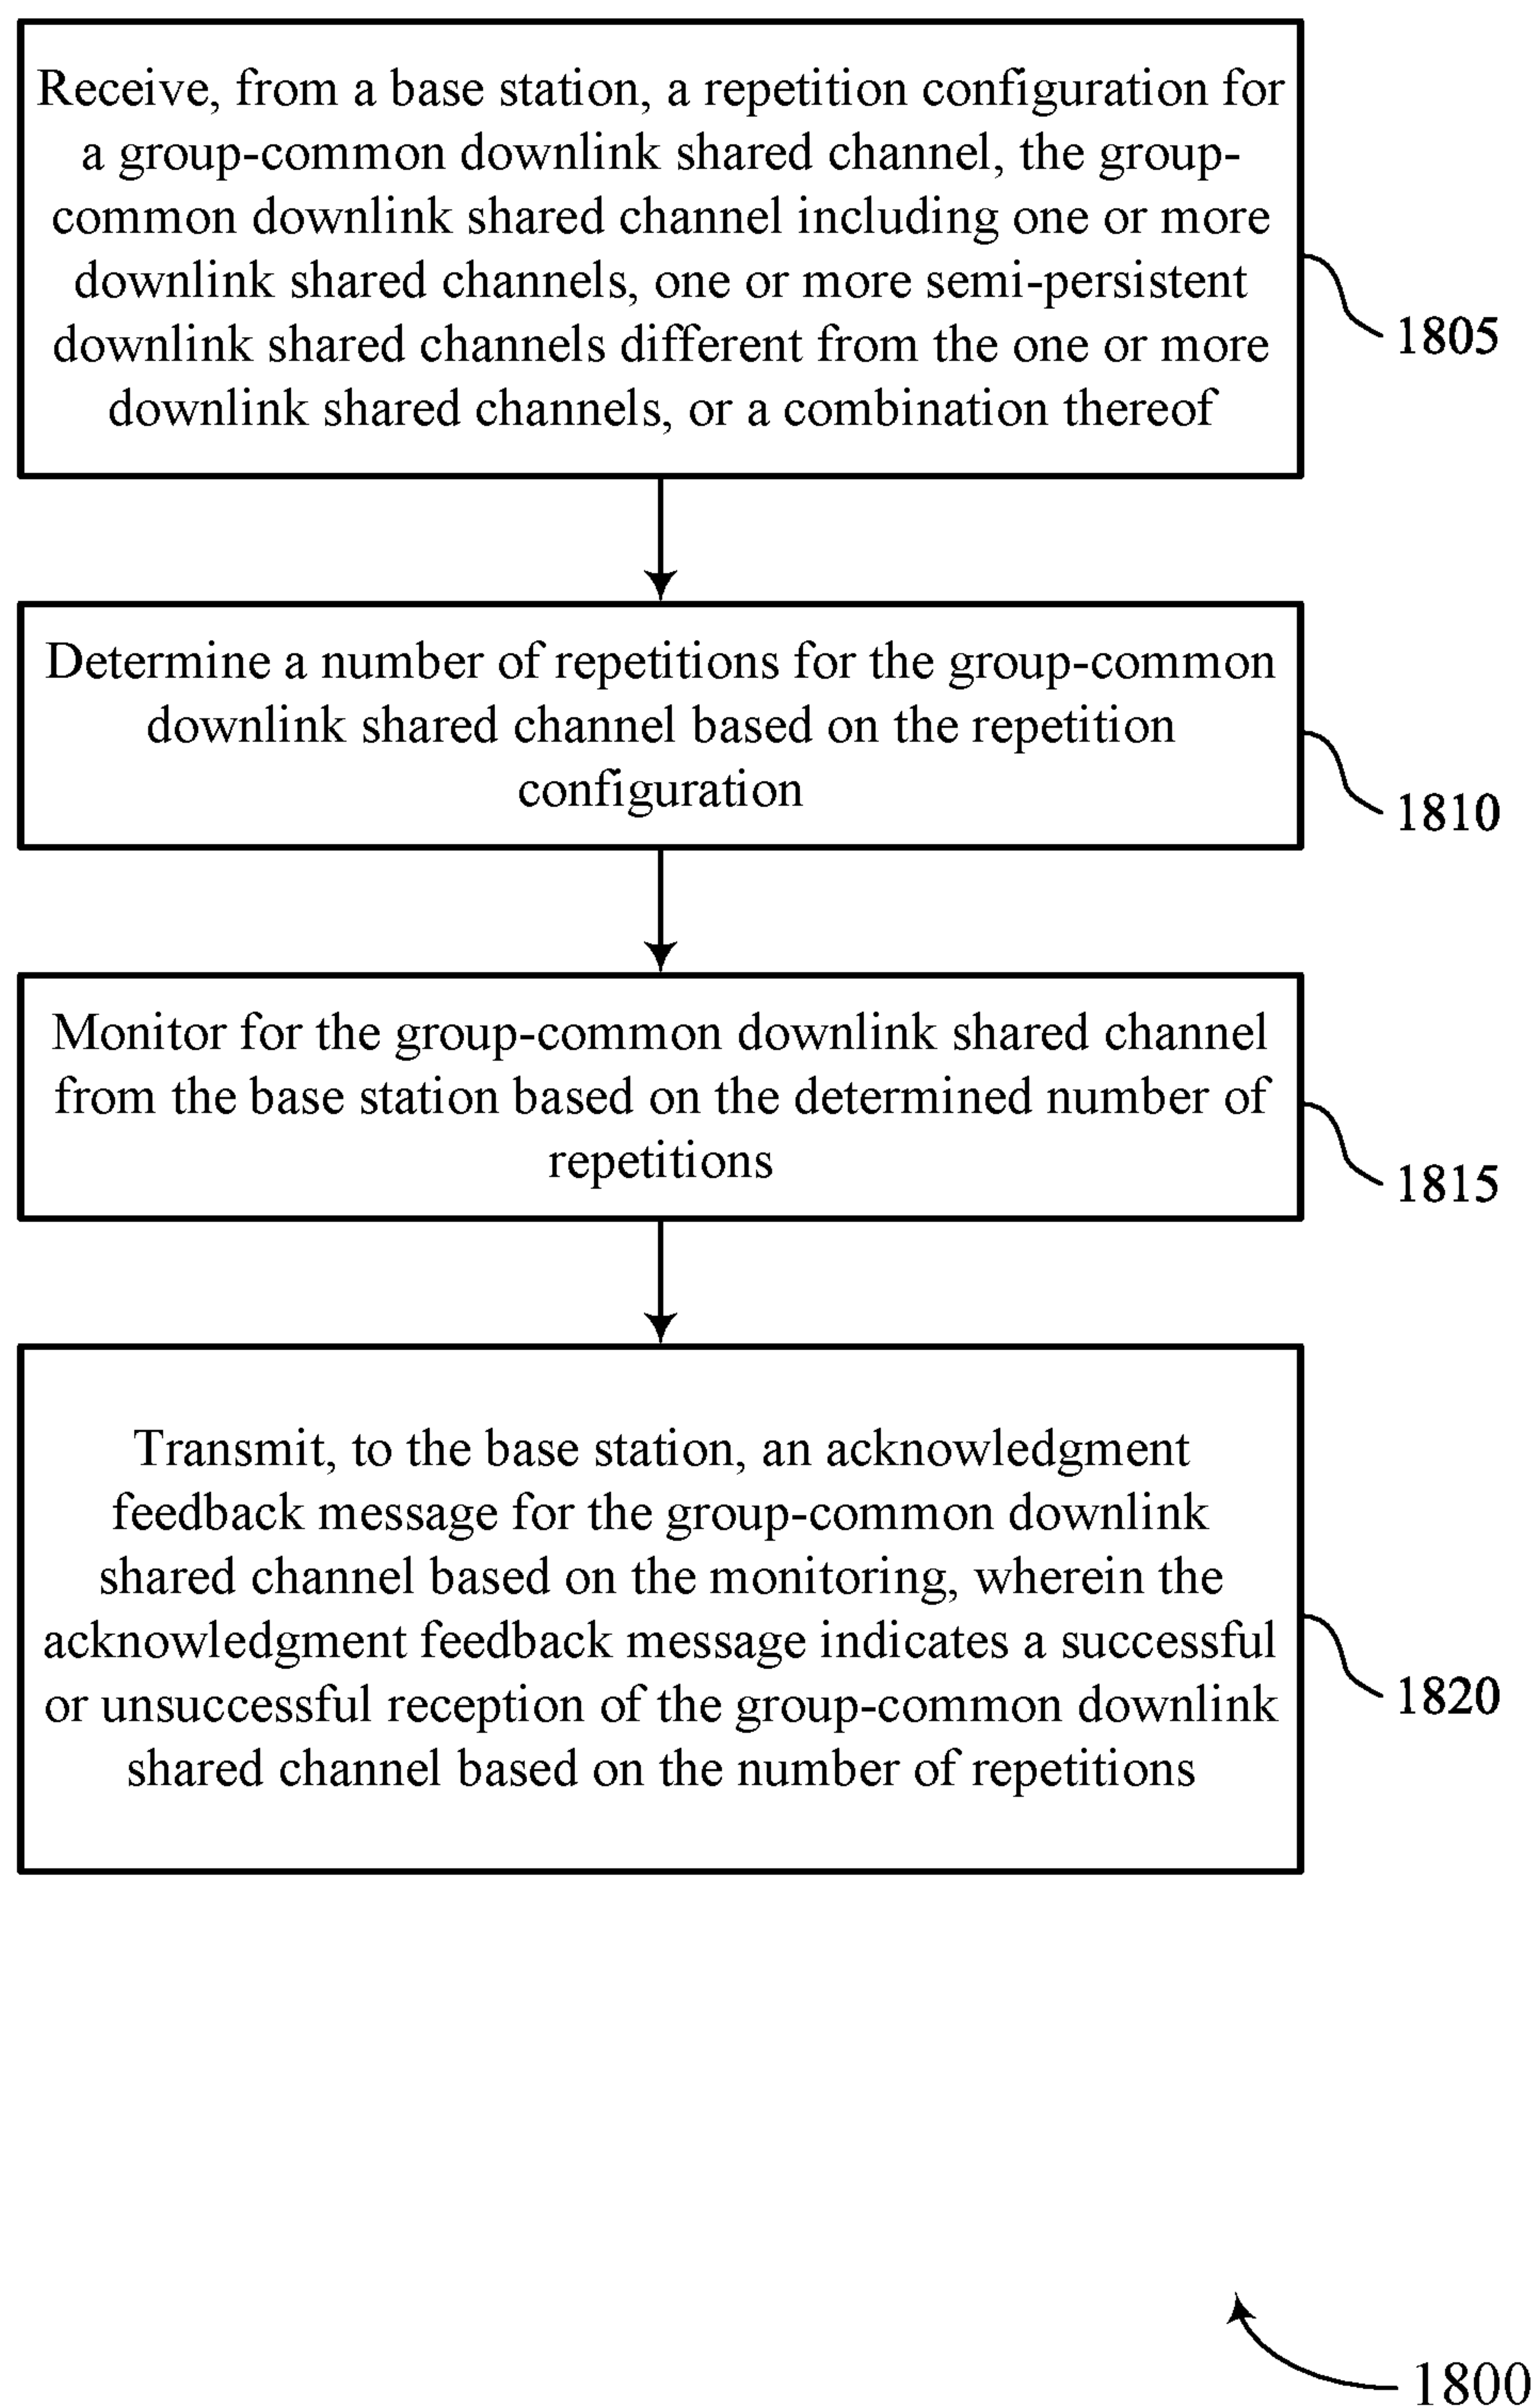 Receive, from a base station, a repetition configuration for
a group-common downlink shared channel, the group-
common downlink shared channel including one or more
downlink shared channels, one or more semi-persistent
downlink shared channels different from the one or more
downlink shared channels, or a combination thereof
1805
Determine a number of repetitions for the group-common
downlink shared channel based on the repetition
configuration
1810
Monitor for the group-common downlink shared channel
from the base station based on the determined number of
repetitions
1815
Transmit, to the base station, an acknowledgment
feedback message for the group-common downlink
shared channel based on the monitoring, wherein the
acknowledgment feedback message indicates a successful
or unsuccessful reception of the group-common downlink
shared channel based on the number of repetitions
1820
1800